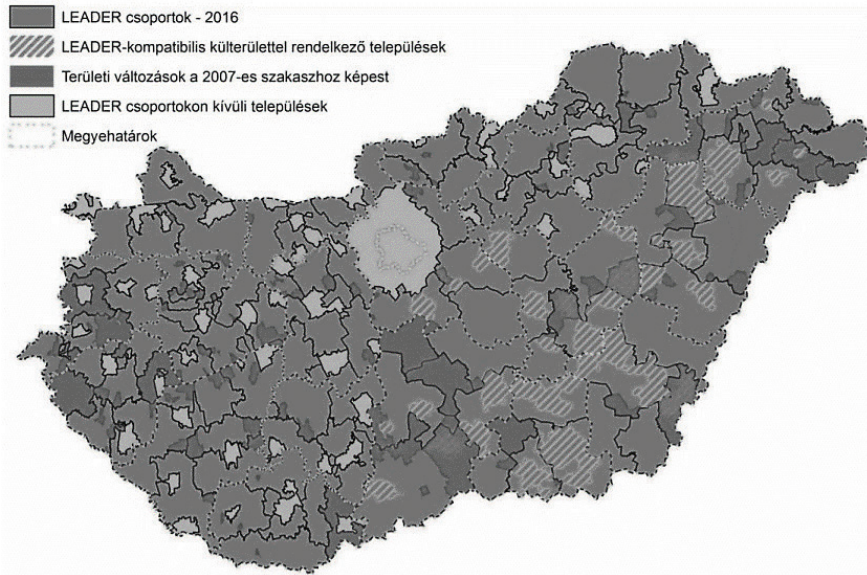 LEADER csoportok - 2016
LEADER-kompatibilis külterülettel rendelkező települések
Területi változások a 2007-es szakaszhoz képest
LEADER csoportokon kívüli települések
Megyehatárok